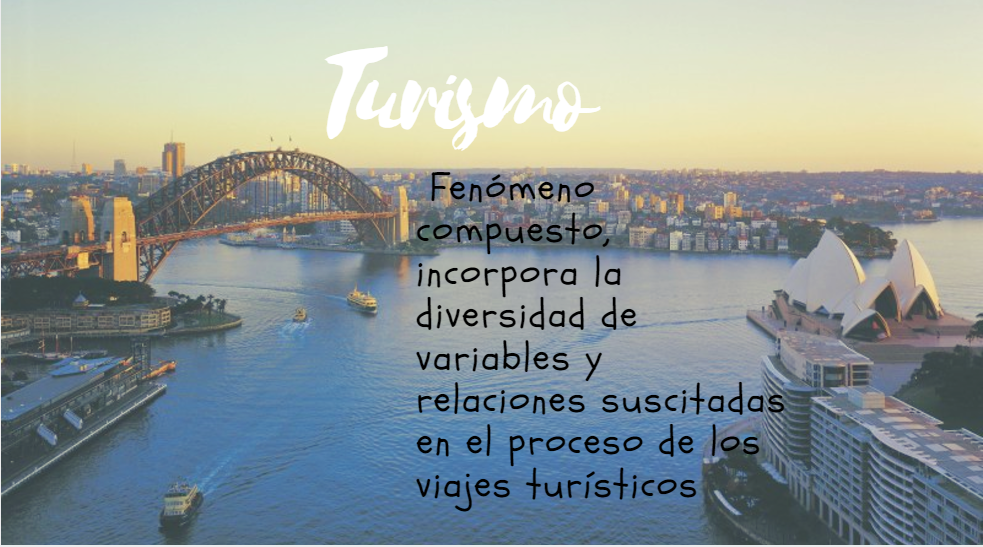 Turismo
Fenómeno
compuesto,
incorpora la
diversidad de
variables y
relaciones suscitadas
en el proceso de los
viajes turísticos